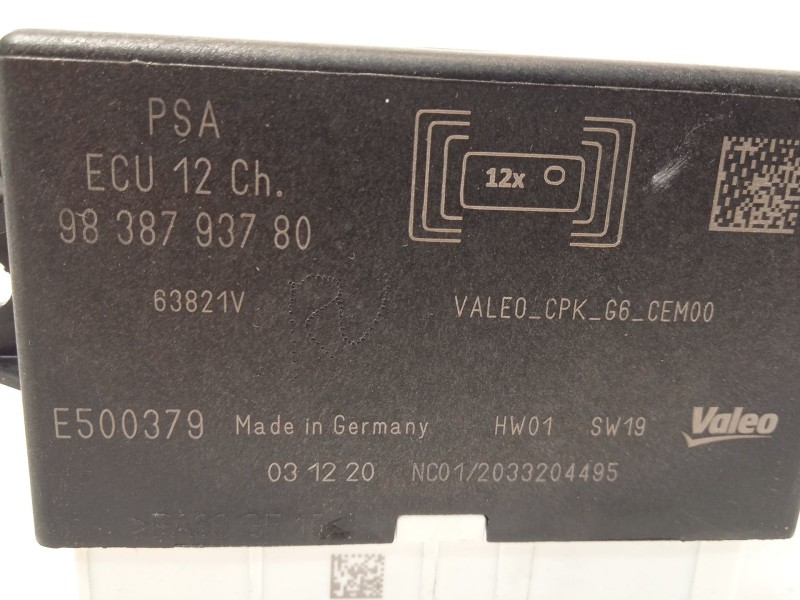 PSA
ECU 12 Ch.
98 387 937 80
12x
63821V
VALEO_CPK_G6_CEM00
E500379
Made in Germany
HW01
SW19
Valeo
03 12 20
NC01/2033204495